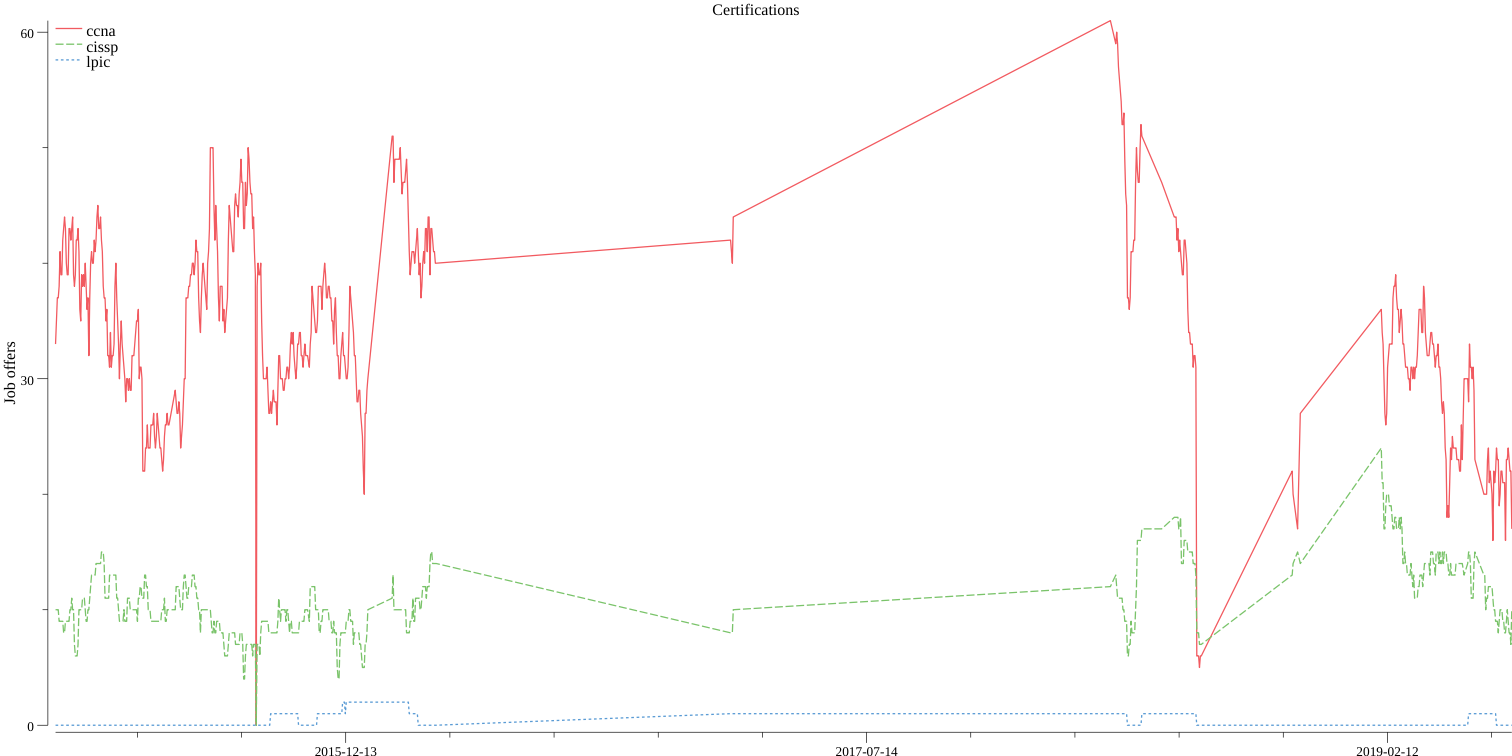 Certifications
60
ccna
cissp
lpic
Job offers
30
0
2015-12-13
2017-07-14
2019-02-12